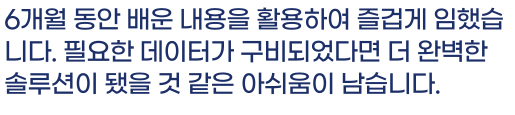 6개월 동안 배운 내용을 활용하여 즐겁게 임했습
니다. 필요한 데이터가 구비되었다면 더 완벽한
솔루션이 됐을 것 같은 아쉬움이 남습니다.